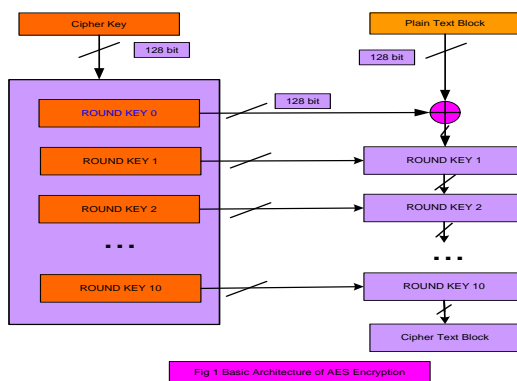 Cipher Key
Plain Text Block
128 bit
128 bit
ROUND KEY 0
128 bit
ROUND KEY 1
ROUND KEY 1
ROUND KEY 2
ROUND KEY 2
...
...
ROUND KEY 10
ROUND KEY 10
Cipher Text Block
Fig 1 Basic Architecture of AES Encryption